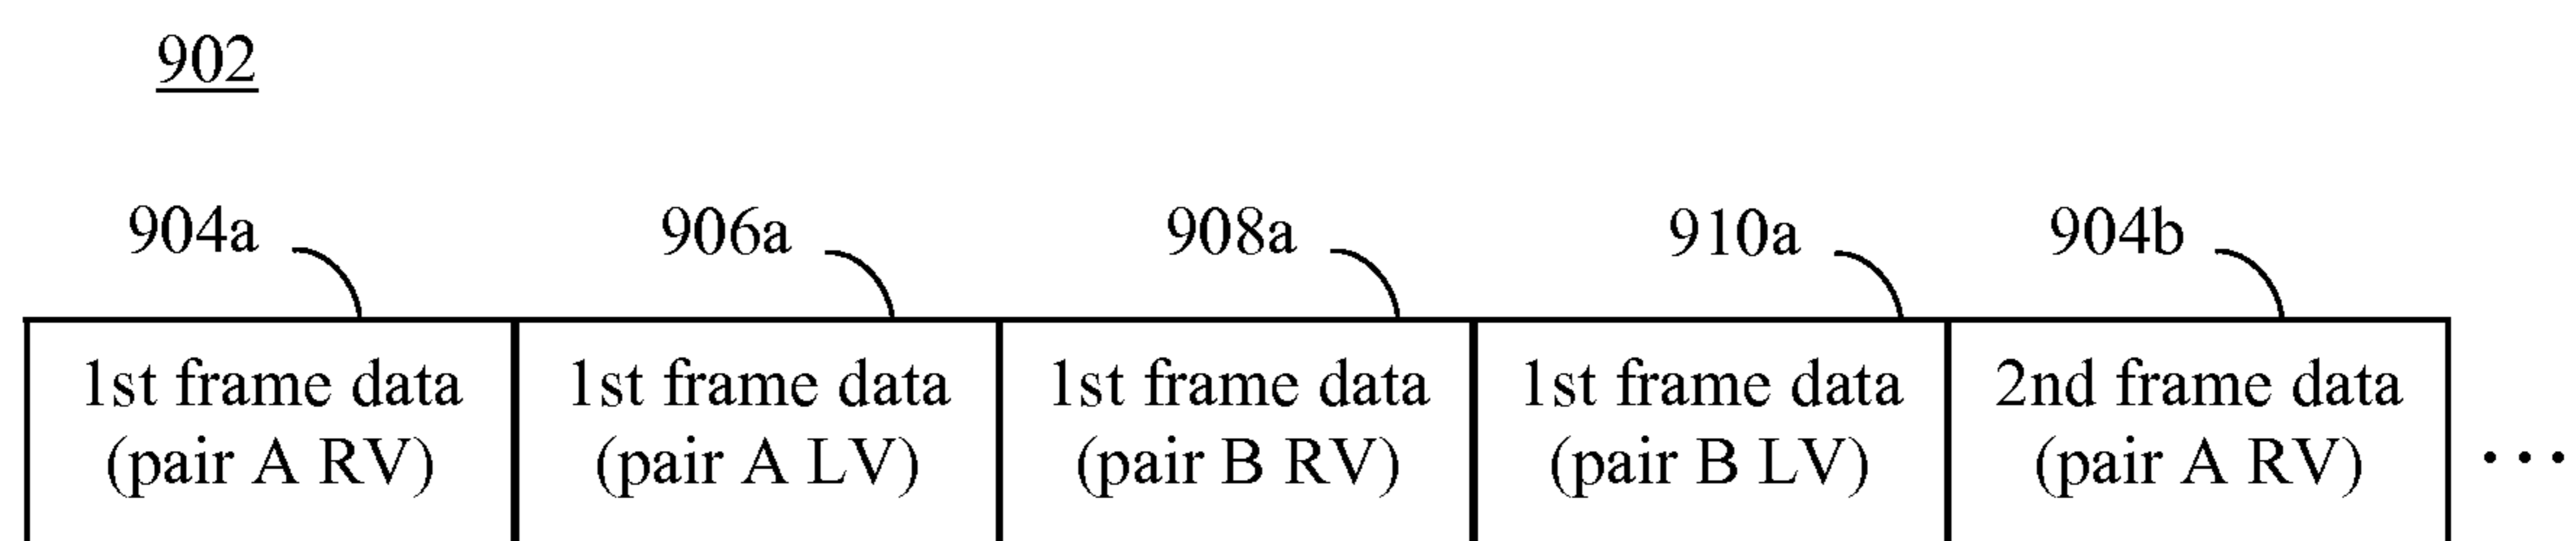 902
904a 906a 908a 910a 904b
1st frame data 1st frame data 1st frame data 1st frame data 2nd frame data
(pair A RV) (pair A LV) (pair B RV) (pair B LV) (pair A RV) ...